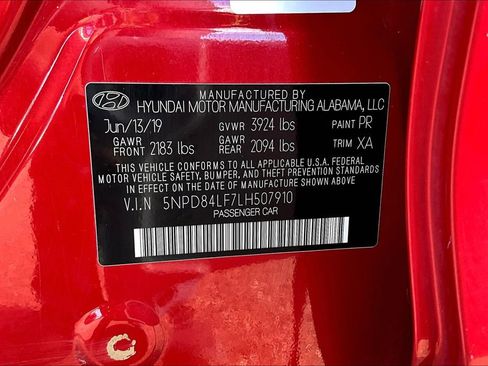 MANUFACTURED BY
HYUNDAI MOTOR MANUFACTURING ALABAMA, LLC
Jun/13/19 GVWR 3924 lbs PAINT PR
GAWR FRONT 2183 lbs GAWR REAR 2094 lbs TRIM XA
THIS VEHICLE CONFORMS TO ALL APPLICABLE U.S.A. FEDERAL
MOTOR VEHICLE SAFETY, BUMPER, AND THEFT PREVENTION STANDARDS
IN EFFECT ON THE DATE OF MANUFACTURE SHOWN ABOVE.
V.I.N 5NPD84LF7LH507910
PASSENGER CAR